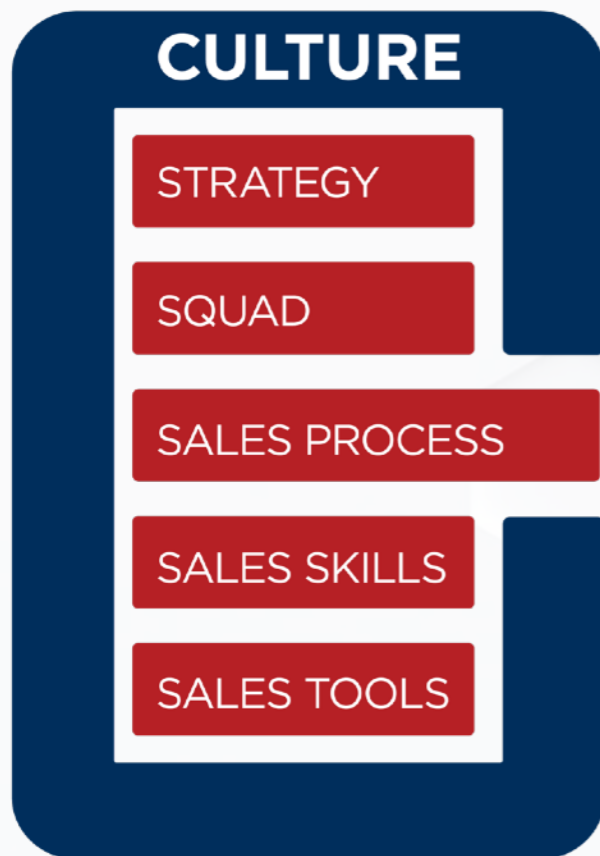 CULTURE
STRATEGY
SQUAD
SALES PROCESS
SALES SKILLS
SALES TOOLS